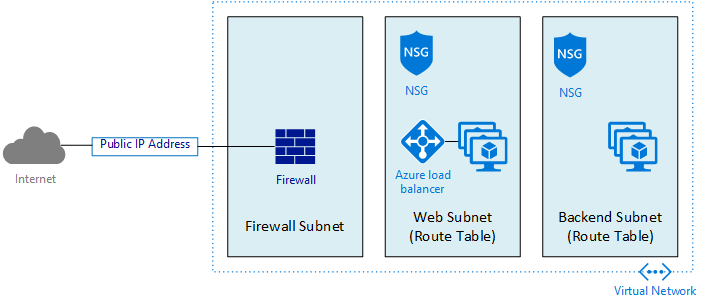 NSG
NSG
NSG
NSG
Public IP Address
Internet
Firewall
Azure load
balancer
Firewall Subnet
Web Subnet
(Route Table)
Backend Subnet
(Route Table)
Virtual Network